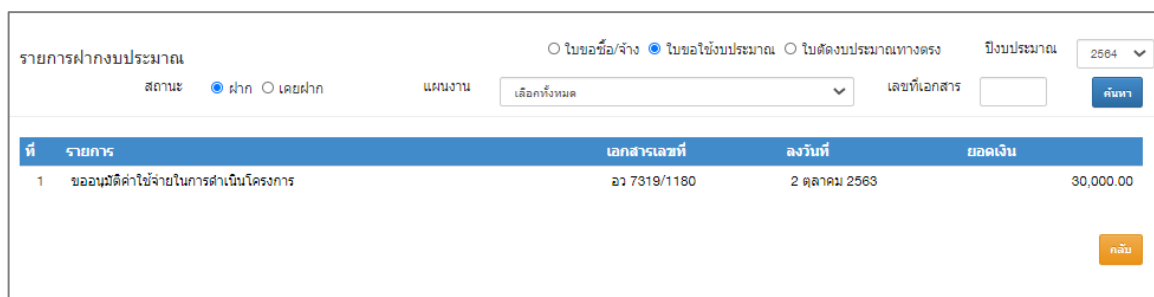 รายการฝากงบประมาณ
ใบขอซื้อ/จ้าง ใบขอใช้งบประมาณ ใบตัดงบประมาณทางตรง ปีงบประมาณ 2564
สถานะ ฝาก เคยฝาก แผนงาน เลือกทั้งหมด เลขที่เอกสาร ค้นหา
ที่ รายการ เอกสารเลขที่ ลงวันที่ ยอดเงิน
1 ขออนุมัติค่าใช้จ่ายในการดำเนินโครงการ อว 7319/1180 2 ตุลาคม 2563 30,000.00
กลับ